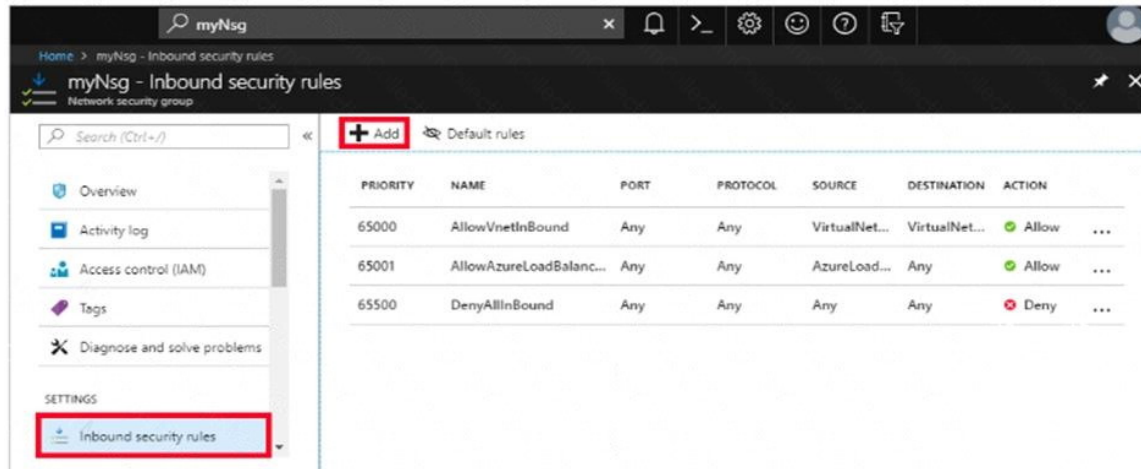 myNsg
Home > myNsg - Inbound security rules
myNsg - Inbound security rules
Network security group
Search (Ctrl+/)
Add Default rules
Overview
Activity log
Access control (IAM)
Tags
Diagnose and solve problems
SETTINGS
Inbound security rules
PRIORITY NAME PORT PROTOCOL SOURCE DESTINATION ACTION
65000 AllowVnetInBound Any Any VirtualNet... VirtualNet... Allow ...
65001 AllowAzureLoadBalanc... Any Any AzureLoad... Any Allow ...
65500 DenyAllInBound Any Any Any Any Deny ...